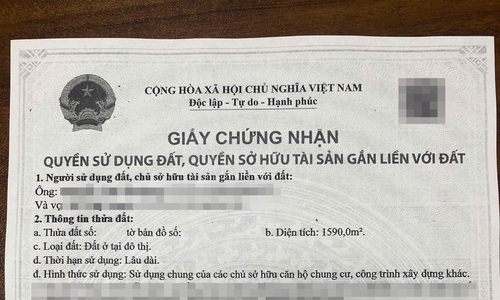 CỘNG HÒA XÃ HỘI CHỦ NGHĨA VIỆT NAM
Độc lập - Tự do - Hạnh phúc
GIẤY CHỨNG NHẬN
QUYỀN SỬ DỤNG ĐẤT, QUYỀN SỞ HỮU TÀI SẢN GẮN LIỀN VỚI ĐẤT
1. Người sử dụng đất, chủ sở hữu tài sản gắn liền với đất:
Ông:
Và vợ
2. Thông tin thửa đất:
a. Thửa đất số: tờ bản đồ số: b. Diện tích: 1590,0m².
c. Loại đất: Đất ở tại đô thị.
d. Thời hạn sử dụng: Lâu dài.
đ. Hình thức sử dụng: Sử dụng chung của các chủ sở hữu căn hộ chung cư, công trình xây dựng khác.